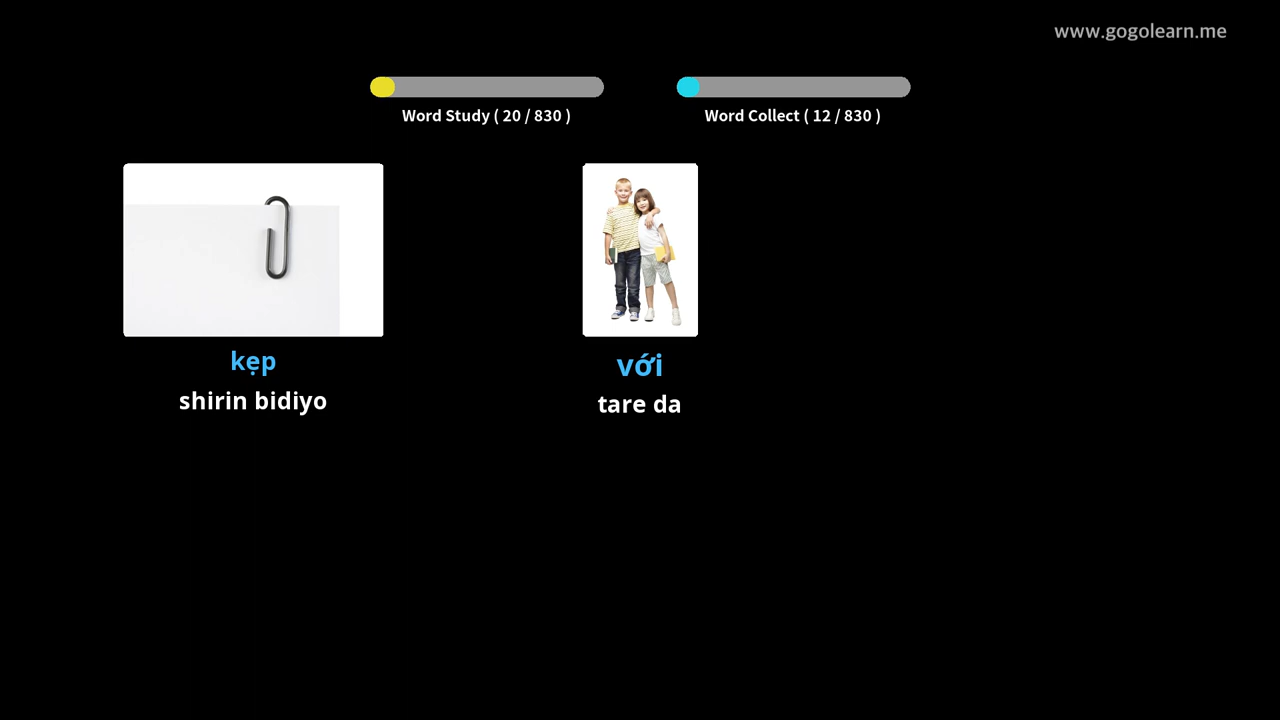 www.gogolearn.me
Word Study ( 20 / 830 )
Word Collect ( 12 / 830 )
kẹp
shirin bidiyo
với
tare da